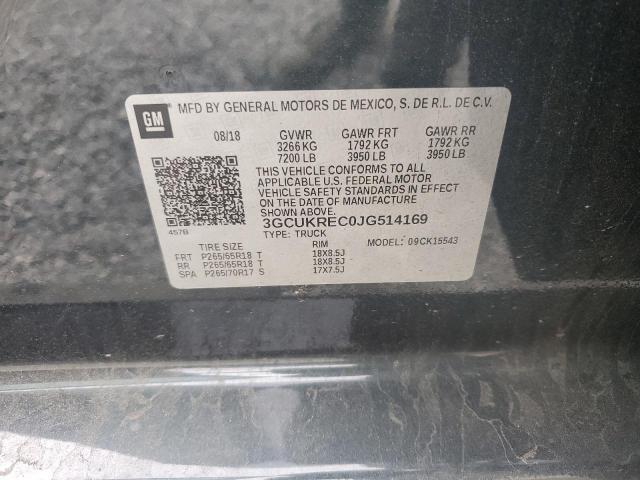 GM
MFD BY GENERAL MOTORS DE MEXICO, S. DE R.L. DE C.V.
08/18 GVWR GAWR FRT GAWR RR
3266 KG 1792 KG 1792 KG
7200 LB 3950 LB 3950 LB
THIS VEHICLE CONFORMS TO ALL
APPLICABLE U.S. FEDERAL MOTOR
VEHICLE SAFETY STANDARDS IN EFFECT
ON THE DATE OF MANUFACTURE
SHOWN ABOVE.
3GCUKREC0JG514169
457B
TYPE: TRUCK
TIRE SIZE RIM MODEL: 09CK15543
FRT P265/65R18 T 18X8.5J
RR P265/65R18 T 18X8.5J
SPA P265/70R17 S 17X7.5J